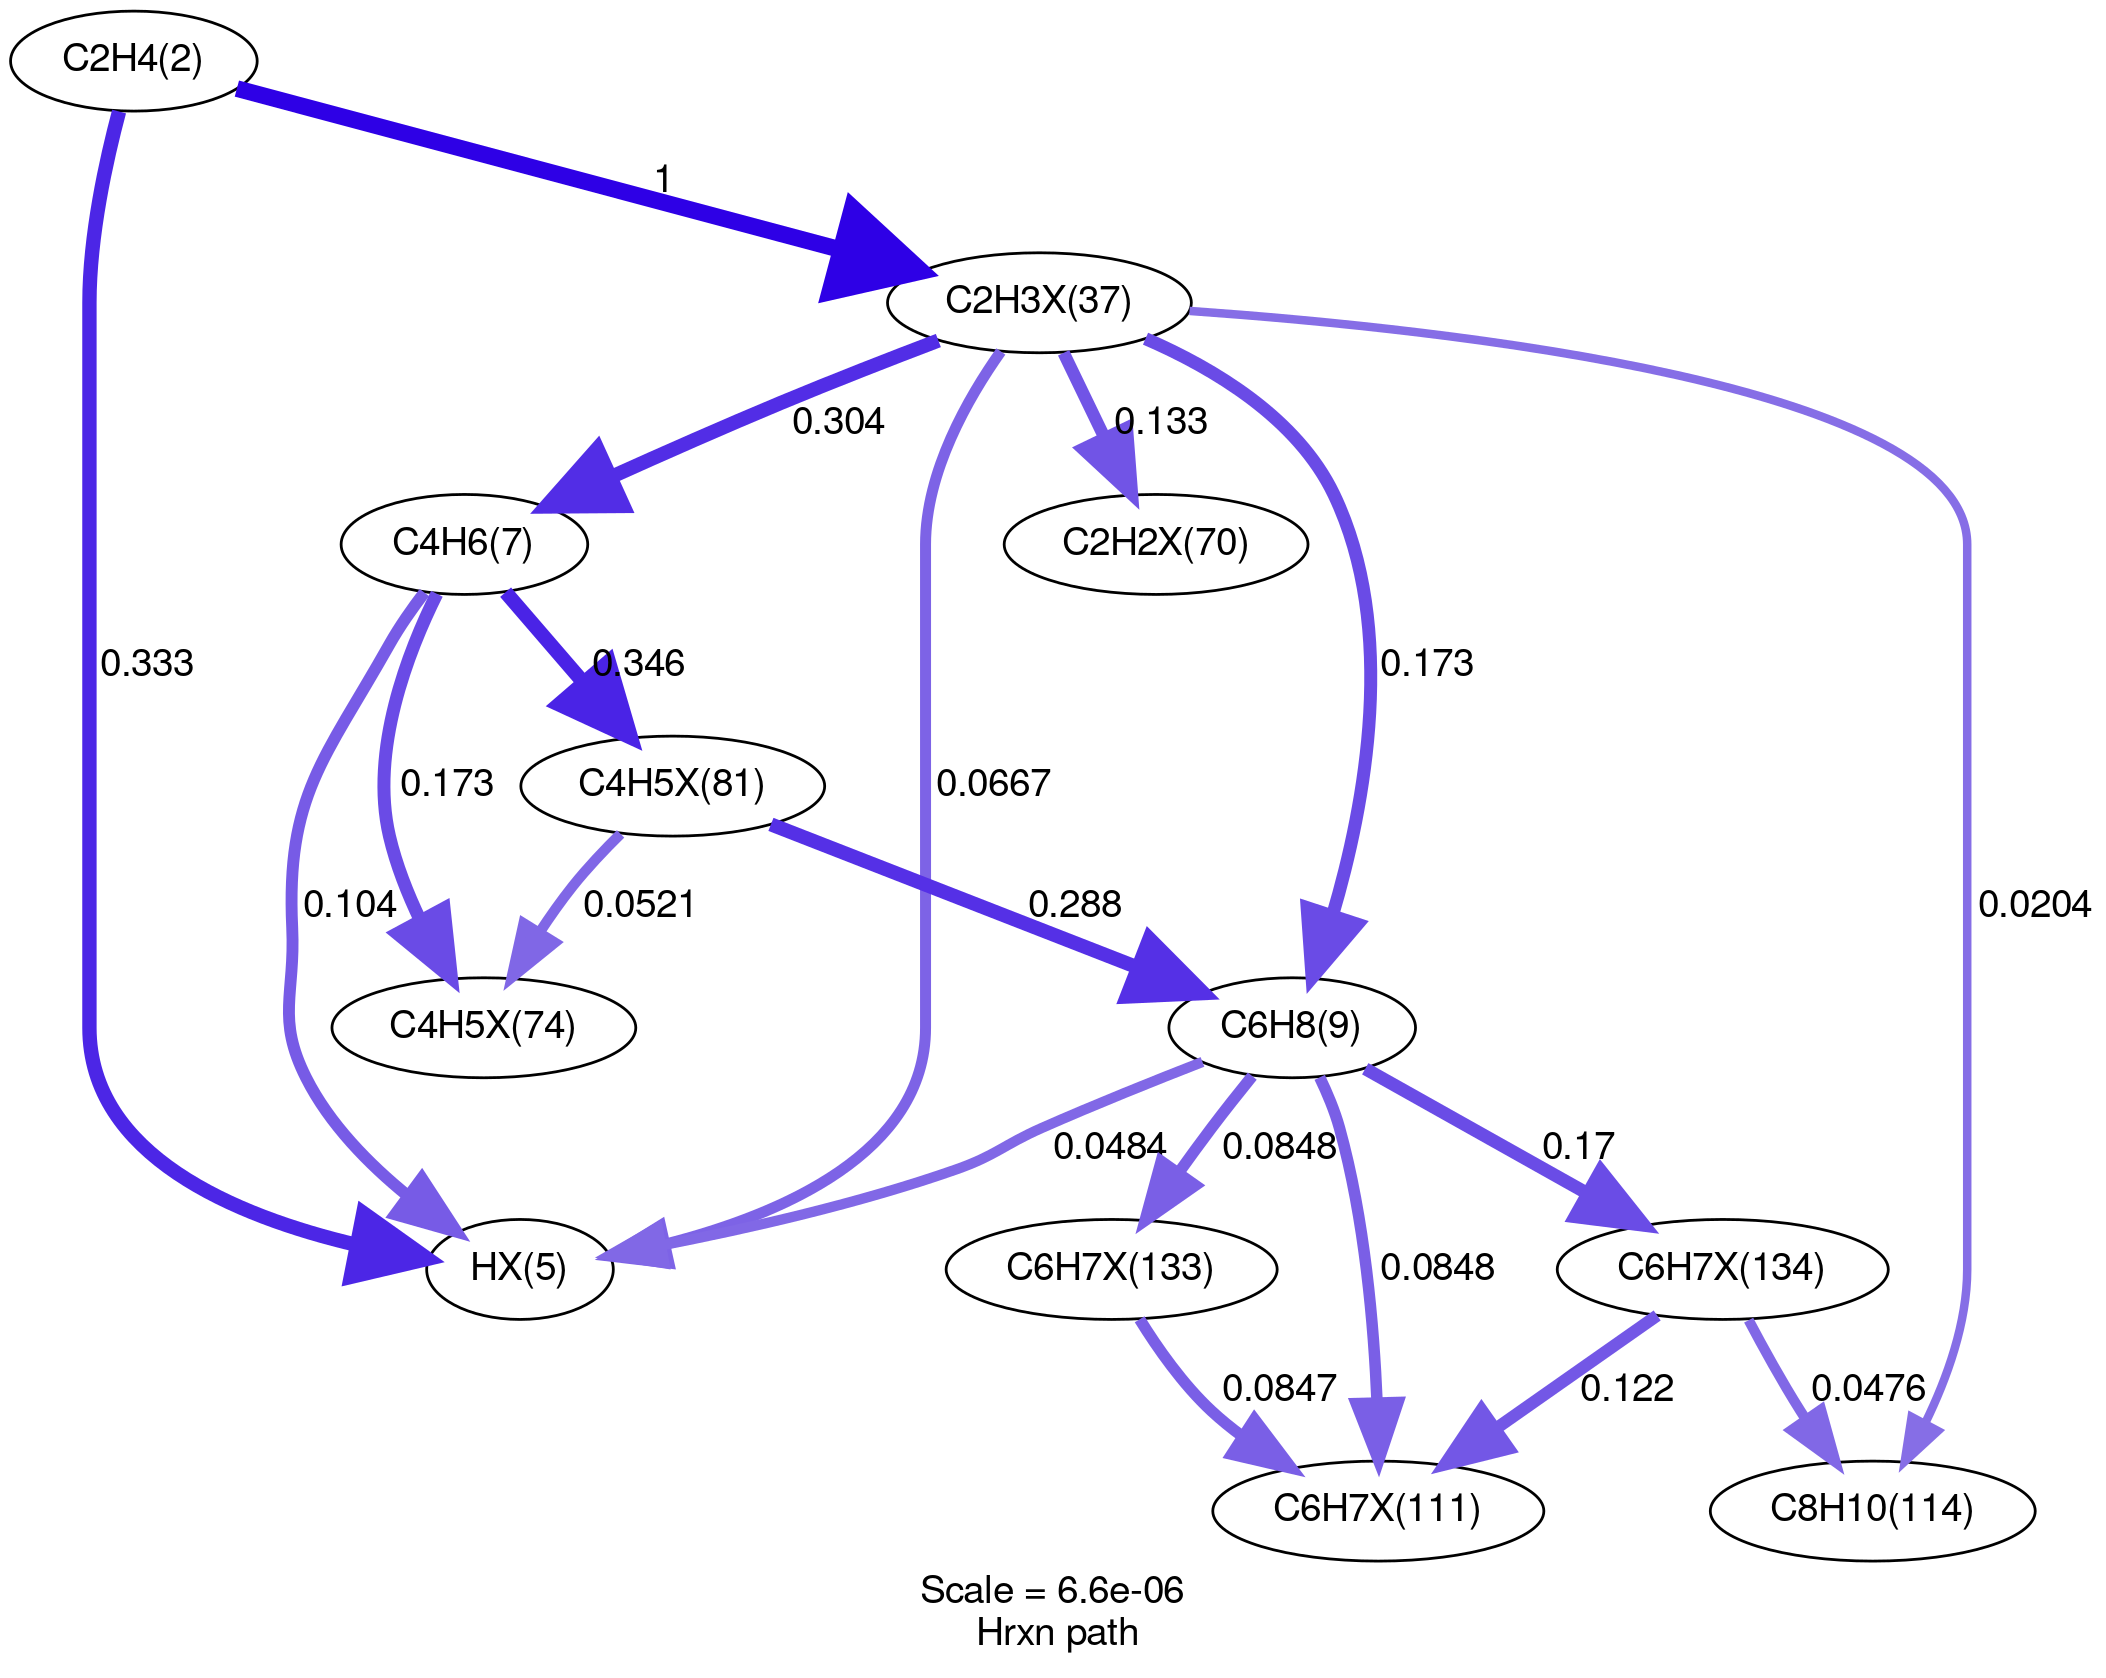 C2H4(2)
1
C2H3X(37)
0.304
0.133
C4H6(7)
C2H2X(70)
0.333
0.346
0.173
0.173
C4H5X(81)
0.0667
0.104
0.0521
0.288
0.0204
C4H5X(74)
C6H8(9)
0.0484
0.0848
0.17
HX(5)
C6H7X(133)
0.0848
C6H7X(134)
0.0847
0.122
0.0476
C6H7X(111)
C8H10(114)
Scale = 6.6e-06
Hrxn path